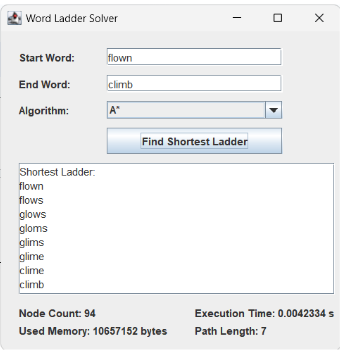 Word Ladder Solver
Start Word: flown
End Word: climb
Algorithm: A*
Find Shortest Ladder
Shortest Ladder:
flown
flows
glows
gloms
glims
glime
clime
climb
Node Count: 94 Execution Time: 0.0042334 s
Used Memory: 10657152 bytes Path Length: 7